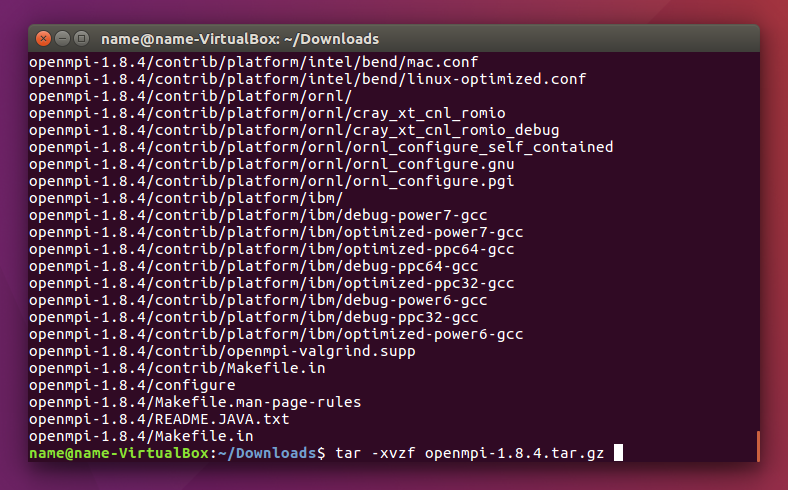 name@name-VirtualBox: ~/Downloads
openmpi-1.8.4/contrib/platform/intel/bend/mac.conf
openmpi-1.8.4/contrib/platform/intel/bend/linux-optimized.conf
openmpi-1.8.4/contrib/platform/ornl/
openmpi-1.8.4/contrib/platform/ornl/cray_xt_cnl_romio
openmpi-1.8.4/contrib/platform/ornl/cray_xt_cnl_romio_debug
openmpi-1.8.4/contrib/platform/ornl/ornl_configure_self_contained
openmpi-1.8.4/contrib/platform/ornl/ornl_configure.gnu
openmpi-1.8.4/contrib/platform/ornl/ornl_configure.pgi
openmpi-1.8.4/contrib/platform/ibm/
openmpi-1.8.4/contrib/platform/ibm/debug-power7-gcc
openmpi-1.8.4/contrib/platform/ibm/optimized-power7-gcc
openmpi-1.8.4/contrib/platform/ibm/optimized-ppc64-gcc
openmpi-1.8.4/contrib/platform/ibm/debug-ppc64-gcc
openmpi-1.8.4/contrib/platform/ibm/optimized-ppc32-gcc
openmpi-1.8.4/contrib/platform/ibm/debug-power6-gcc
openmpi-1.8.4/contrib/platform/ibm/debug-ppc32-gcc
openmpi-1.8.4/contrib/platform/ibm/optimized-power6-gcc
openmpi-1.8.4/contrib/openmpi-valgrind.supp
openmpi-1.8.4/contrib/Makefile.in
openmpi-1.8.4/configure
openmpi-1.8.4/Makefile.man-page-rules
openmpi-1.8.4/README.JAVA.txt
openmpi-1.8.4/Makefile.in
name@name-VirtualBox:~/Downloads$ tar -xvzf openmpi-1.8.4.tar.gz